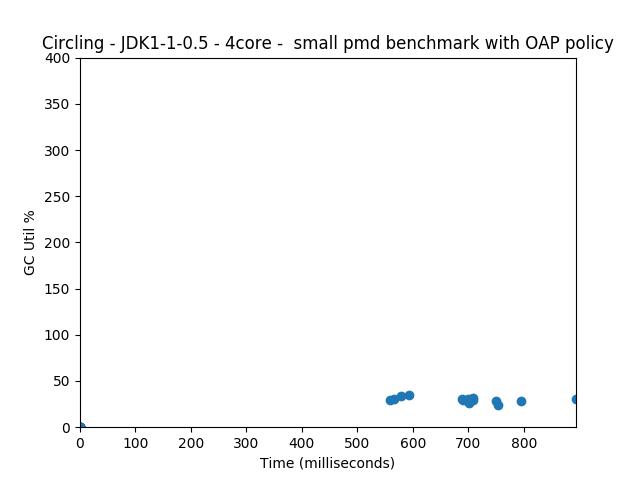 Circling - JDK1-1-0.5 - 4core -  small pmd benchmark with OAP policy
400
350
300
250
200
150
100
50
0
GC Util %
0 100 200 300 400 500 600 700 800
Time (milliseconds)